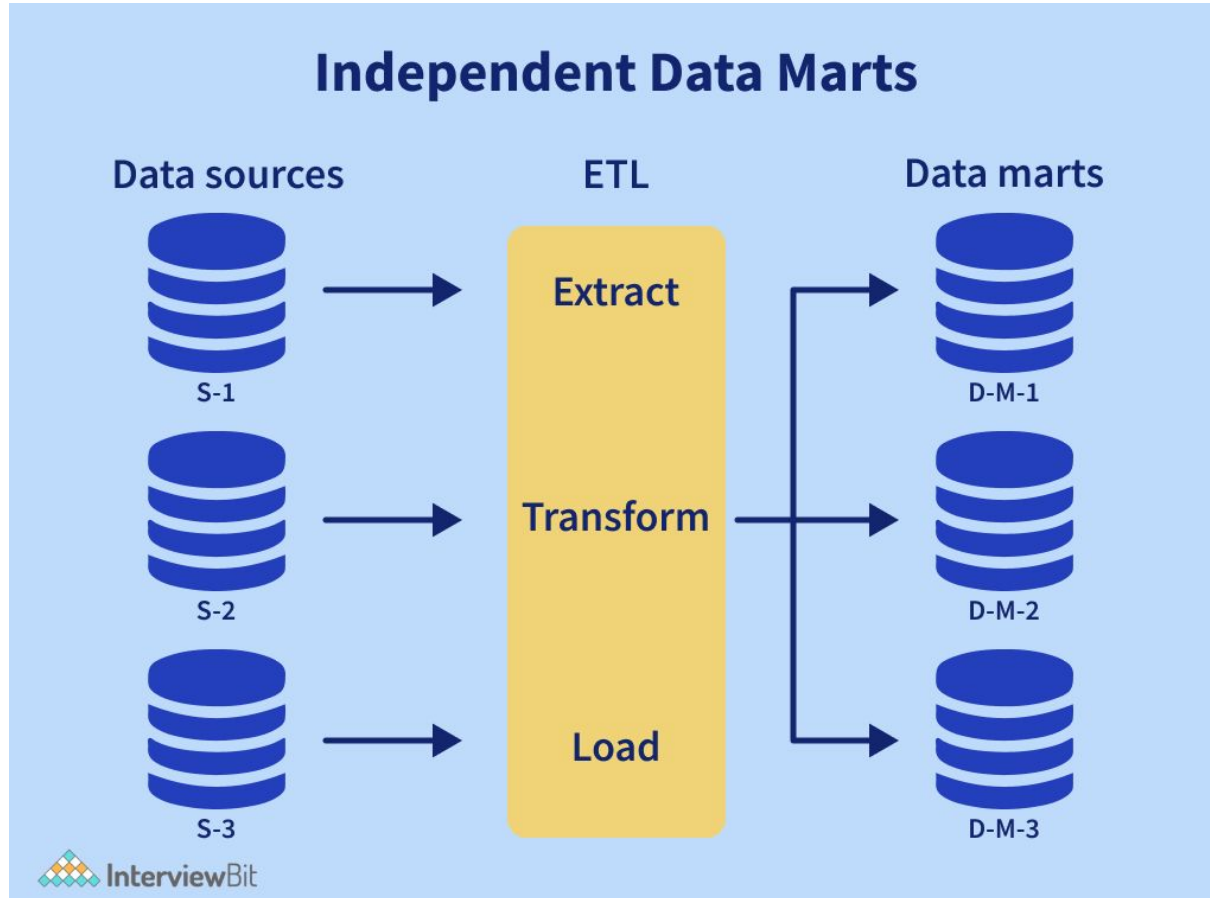 Independent Data Marts
Data sources
ETL
Data marts
Extract
S-1
D-M-1
Transform
S-2
D-M-2
Load
S-3
D-M-3
InterviewBit